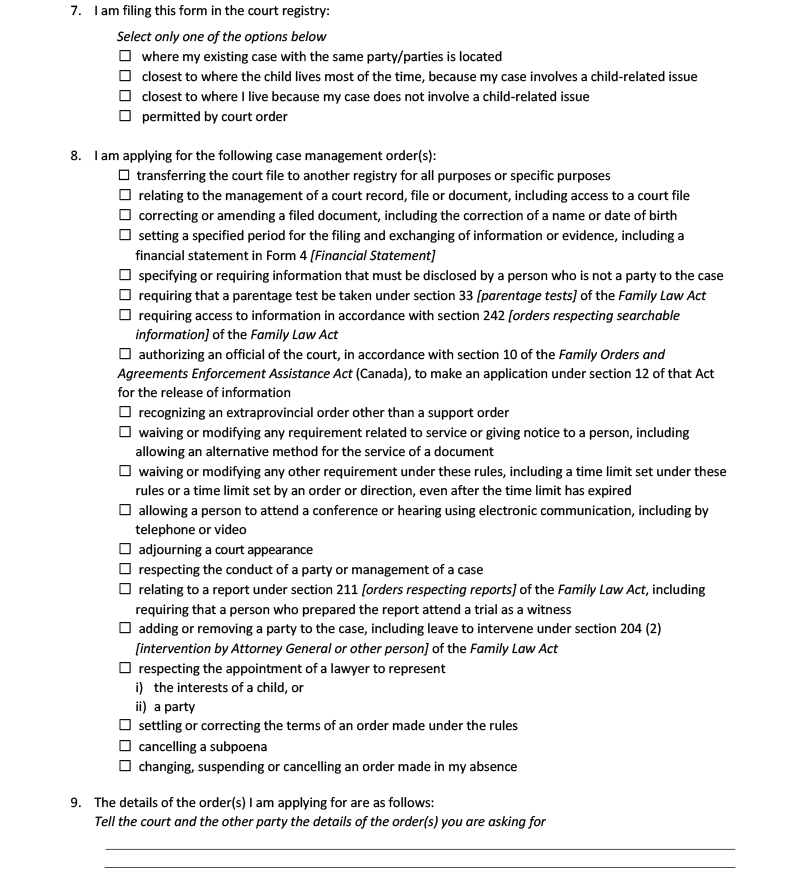 7. I am filing this form in the court registry:
Select only one of the options below
☐ where my existing case with the same party/parties is located
☐ closest to where the child lives most of the time, because my case involves a child-related issue
☐ closest to where I live because my case does not involve a child-related issue
☐ permitted by court order
8. I am applying for the following case management order(s):
☐ transferring the court file to another registry for all purposes or specific purposes
☐ relating to the management of a court record, file or document, including access to a court file
☐ correcting or amending a filed document, including the correction of a name or date of birth
☐ setting a specified period for the filing and exchanging of information or evidence, including a
financial statement in Form 4 [Financial Statement]
☐ specifying or requiring information that must be disclosed by a person who is not a party to the case
☐ requiring that a parentage test be taken under section 33 [parentage tests] of the Family Law Act
☐ requiring access to information in accordance with section 242 [orders respecting searchable
information] of the Family Law Act
☐ authorizing an official of the court, in accordance with section 10 of the Family Orders and
Agreements Enforcement Assistance Act (Canada), to make an application under section 12 of that Act
for the release of information
☐ recognizing an extraprovincial order other than a support order
☐ waiving or modifying any requirement related to service or giving notice to a person, including
allowing an alternative method for the service of a document
☐ waiving or modifying any other requirement under these rules, including a time limit set under these
rules or a time limit set by an order or direction, even after the time limit has expired
☐ allowing a person to attend a conference or hearing using electronic communication, including by
telephone or video
☐ adjourning a court appearance
☐ respecting the conduct of a party or management of a case
☐ relating to a report under section 211 [orders respecting reports] of the Family Law Act, including
requiring that a person who prepared the report attend a trial as a witness
☐ adding or removing a party to the case, including leave to intervene under section 204 (2)
[intervention by Attorney General or other person] of the Family Law Act
☐ respecting the appointment of a lawyer to represent
i) the interests of a child, or
ii) a party
☐ settling or correcting the terms of an order made under the rules
☐ cancelling a subpoena
☐ changing, suspending or cancelling an order made in my absence
9. The details of the order(s) I am applying for are as follows:
Tell the court and the other party the details of the order(s) you are asking for